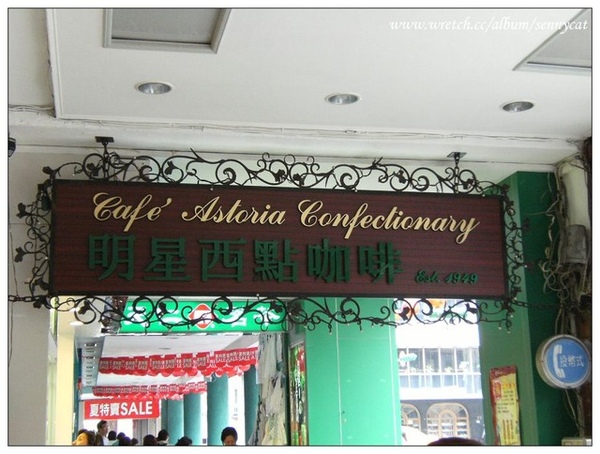 www.wretch.cc/album/sennycat
Café Astoria Confectionary
明星西點咖啡
Est. 1949
投幣式
夏特賣SALE